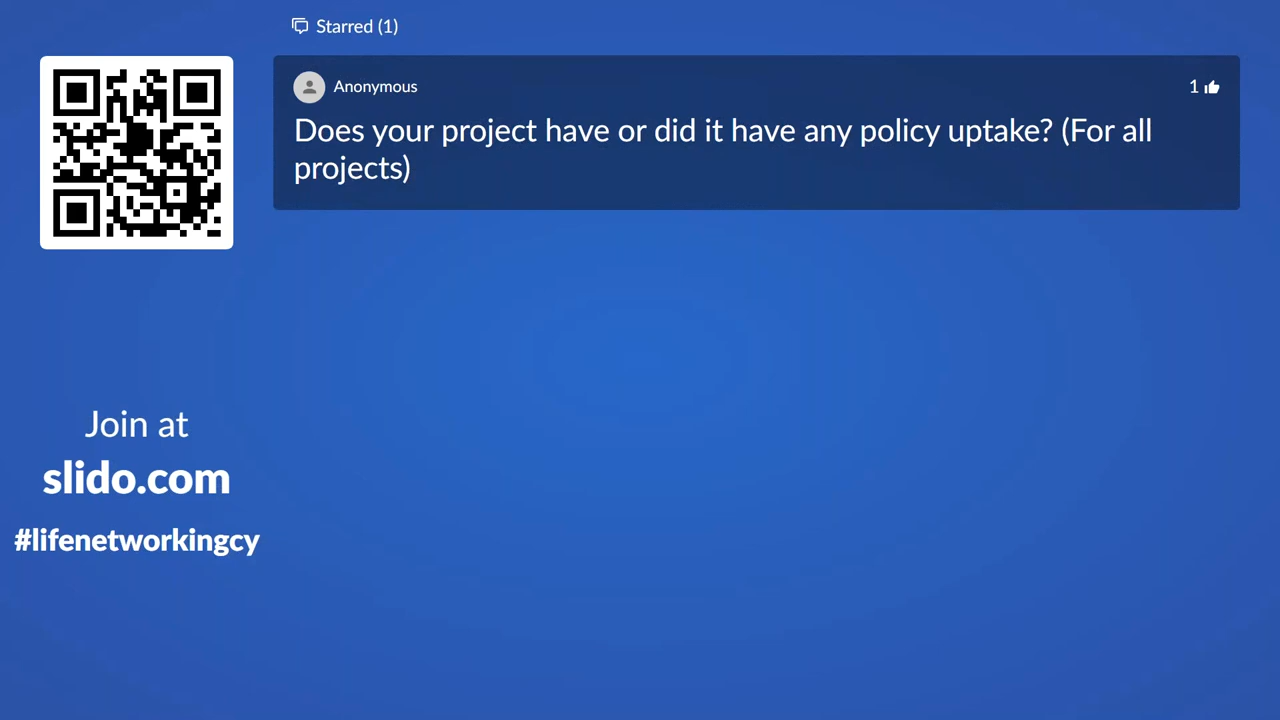 Starred (1)
Anonymous
1
Does your project have or did it have any policy uptake? (For all
projects)
Join at
slido.com
#lifenetworkingcy